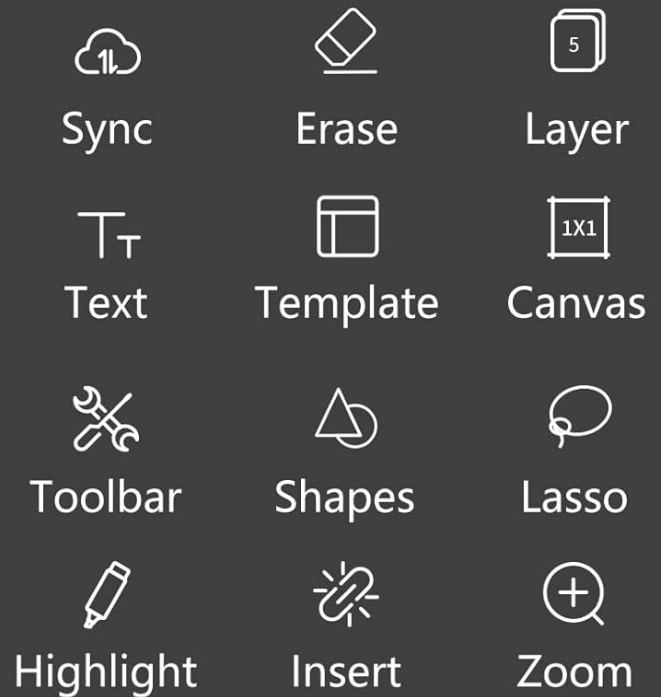 5
Sync Erase Layer
1X1
Text Template Canvas
Toolbar Shapes Lasso
Highlight Insert Zoom